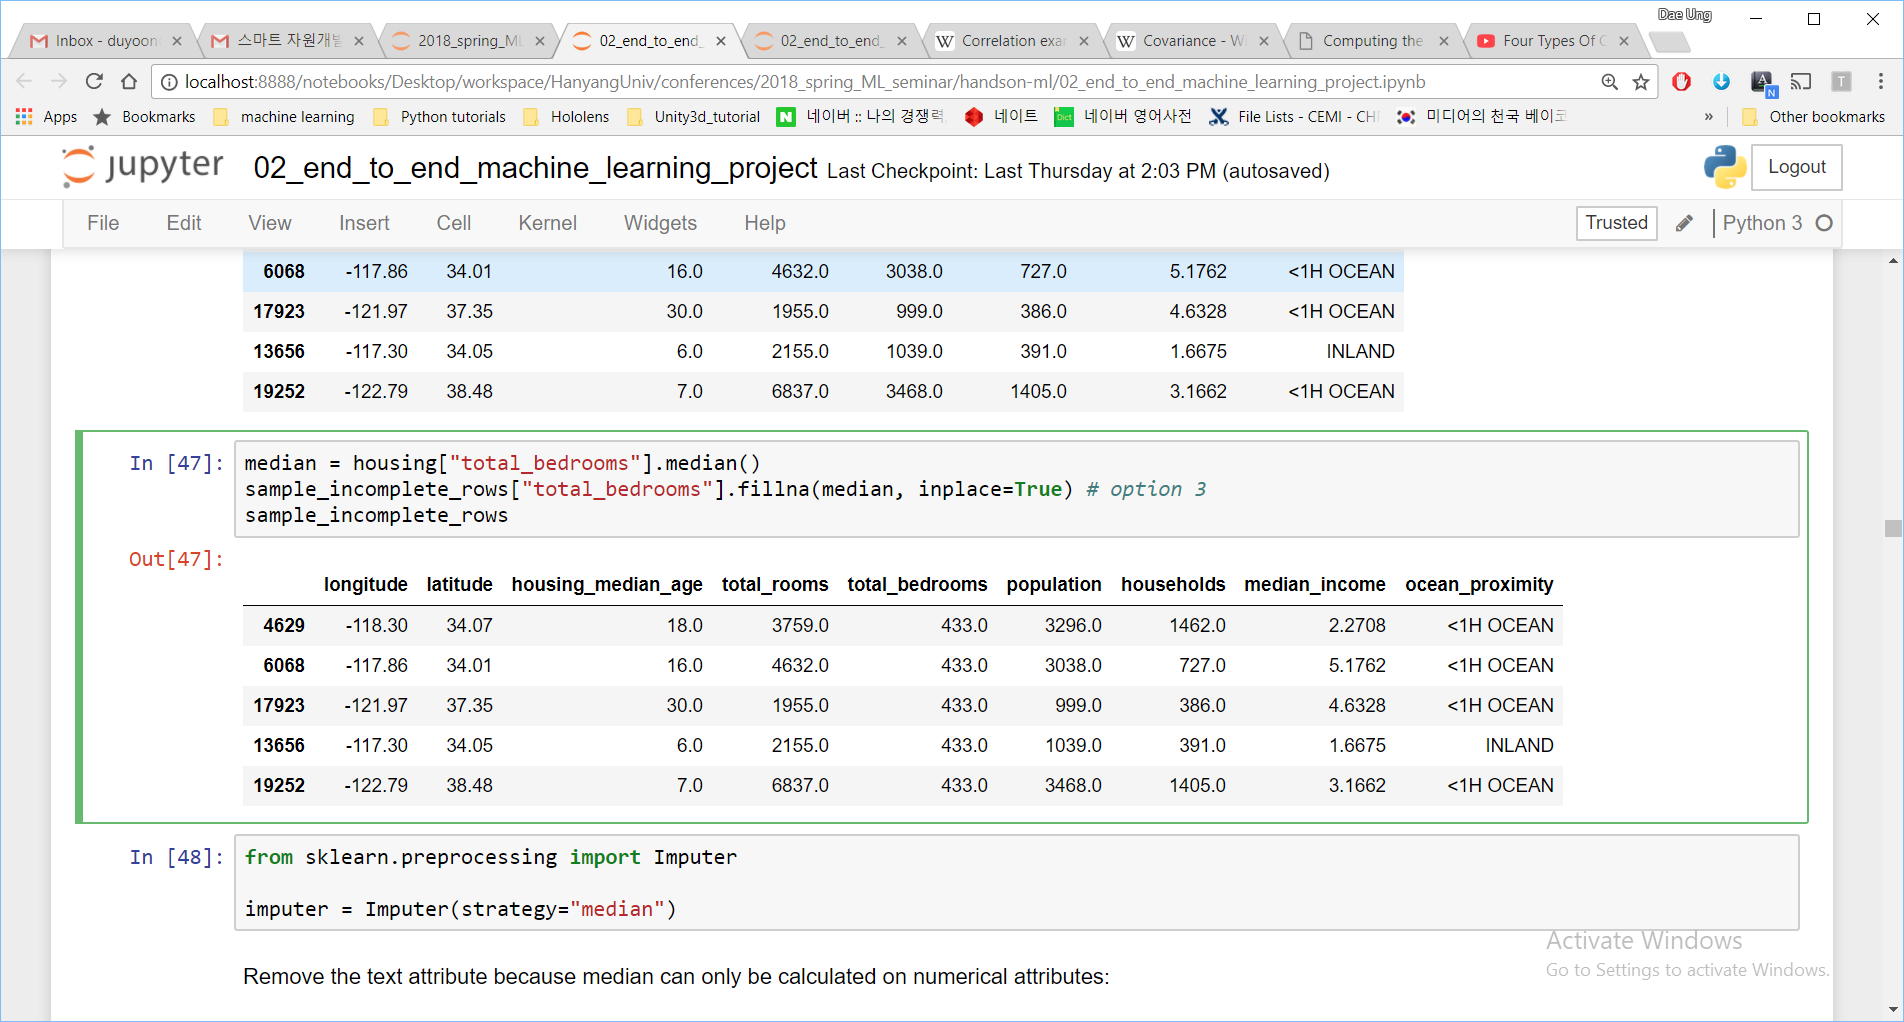 Dae Ung
Inbox - duyoon
스마트 자원개발
2018_spring_ML
02_end_to_end_
02_end_to_end_
Correlation exa
Covariance - W
Computing the
Four Types Of
localhost:8888/notebooks/Desktop/workspace/HanyangUniv/conferences/2018_spring_ML_seminar/handson-ml/02_end_to_end_machine_learning_project.ipynb
Apps Bookmarks machine learning Python tutorials Hololens Unity3d_tutorial 네이버 :: 나의 경쟁력 네이트 네이버 영어사전 File Lists - CEMI - CH 미디어의 천국 베이코 » Other bookmarks
jupyter 02_end_to_end_machine_learning_project Last Checkpoint: Last Thursday at 2:03 PM (autosaved) Logout
File Edit View Insert Cell Kernel Widgets Help Trusted Python 3
6068 -117.86 34.01 16.0 4632.0 3038.0 727.0 5.1762 <1H OCEAN
17923 -121.97 37.35 30.0 1955.0 999.0 386.0 4.6328 <1H OCEAN
13656 -117.30 34.05 6.0 2155.0 1039.0 391.0 1.6675 INLAND
19252 -122.79 38.48 7.0 6837.0 3468.0 1405.0 3.1662 <1H OCEAN
In [47]: median = housing["total_bedrooms"].median()
sample_incomplete_rows["total_bedrooms"].fillna(median, inplace=True) # option 3
sample_incomplete_rows
Out[47]:
longitude latitude housing_median_age total_rooms total_bedrooms population households median_income ocean_proximity
4629 -118.30 34.07 18.0 3759.0 433.0 3296.0 1462.0 2.2708 <1H OCEAN
6068 -117.86 34.01 16.0 4632.0 433.0 3038.0 727.0 5.1762 <1H OCEAN
17923 -121.97 37.35 30.0 1955.0 433.0 999.0 386.0 4.6328 <1H OCEAN
13656 -117.30 34.05 6.0 2155.0 433.0 1039.0 391.0 1.6675 INLAND
19252 -122.79 38.48 7.0 6837.0 433.0 3468.0 1405.0 3.1662 <1H OCEAN
In [48]: from sklearn.preprocessing import Imputer
imputer = Imputer(strategy="median")
Activate Windows
Go to Settings to activate Windows.
Remove the text attribute because median can only be calculated on numerical attributes: